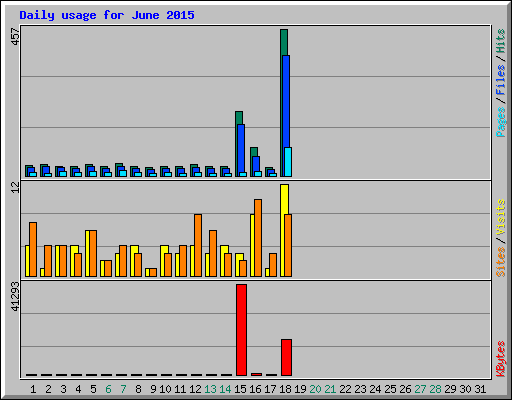 Daily usage for June 2015
457
Pages / Files / Hits
12
Sites / Visits
41293
KBytes
1 2 3 4 5 6 7 8 9 10 11 12 13 14 15 16 17 18 19 20 21 22 23 24 25 26 27 28 29 30 31